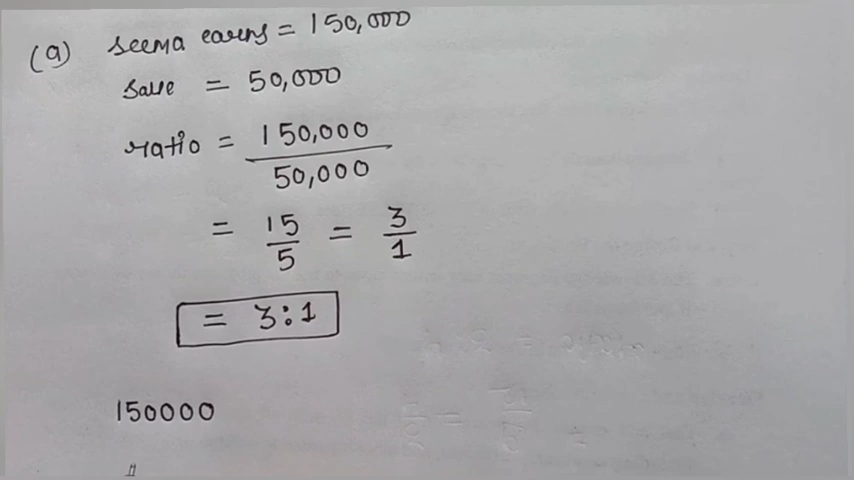 (a) seema earns = 150,000
save = 50,000
ratio = 150,000 / 50,000
= 15/5 = 3/1
= 3:1
150000